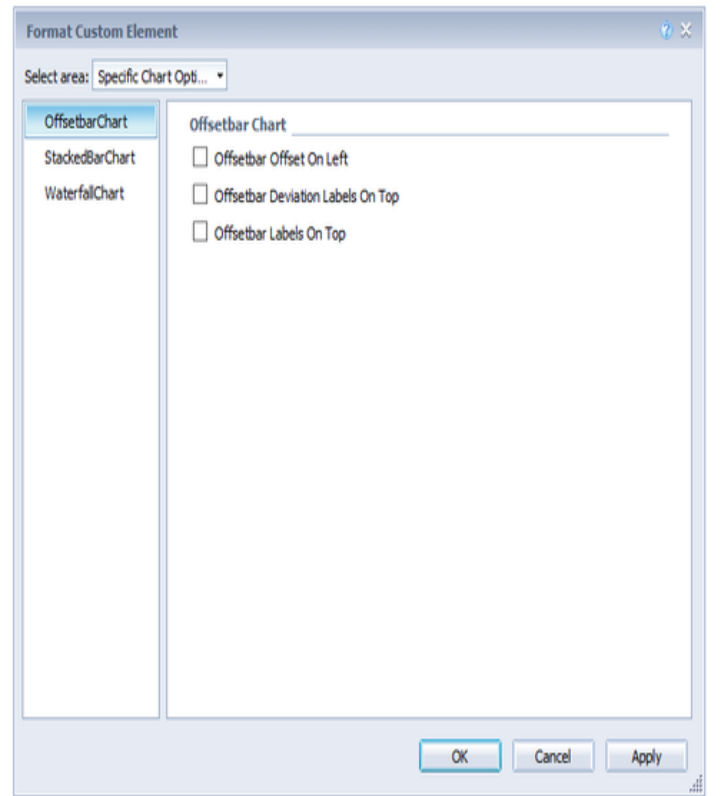 Format Custom Element
Select area: Specific Chart Opti...
OffsetbarChart
StackedBarChart
WaterfallChart
Offsetbar Chart
Offsetbar Offset On Left
Offsetbar Deviation Labels On Top
Offsetbar Labels On Top
OK Cancel Apply